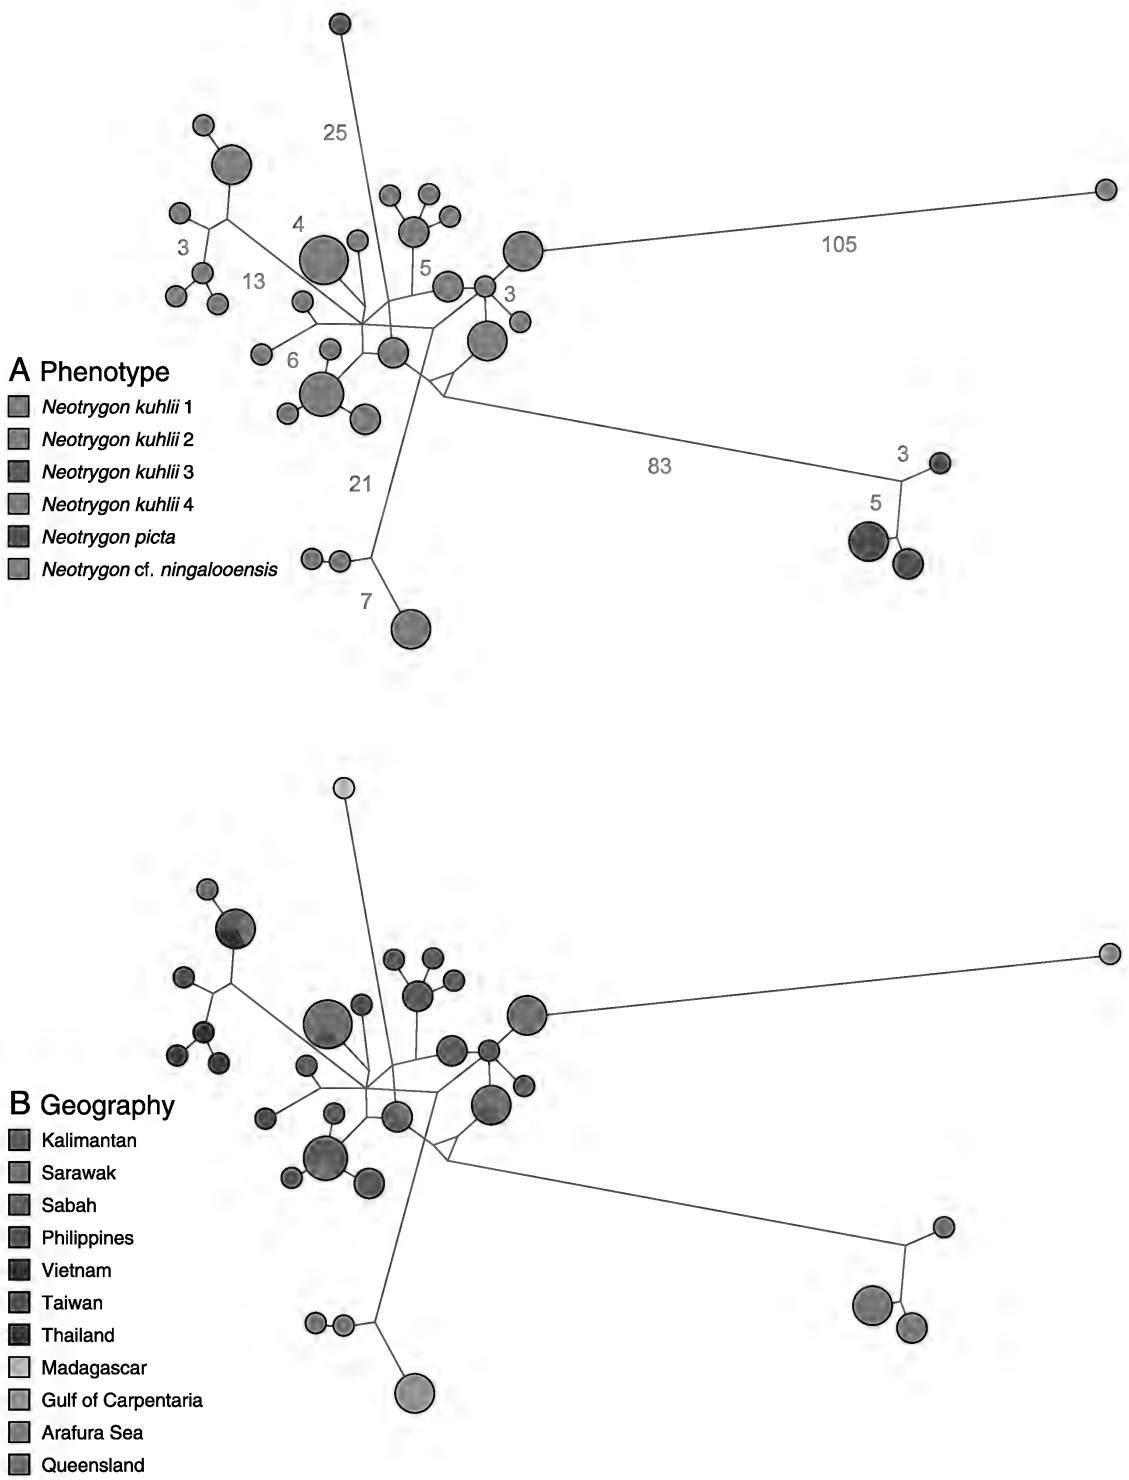 25
4
3
13
5
3
105
6
A Phenotype
Neotrygon kuhlii 1
Neotrygon kuhlii 2
Neotrygon kuhlii 3
Neotrygon kuhlii 4
Neotrygon picta
Neotrygon cf. ningalooensis
83
3
5
21
7
B Geography
Kalimantan
Sarawak
Sabah
Philippines
Vietnam
Taiwan
Thailand
Madagascar
Gulf of Carpentaria
Arafura Sea
Queensland